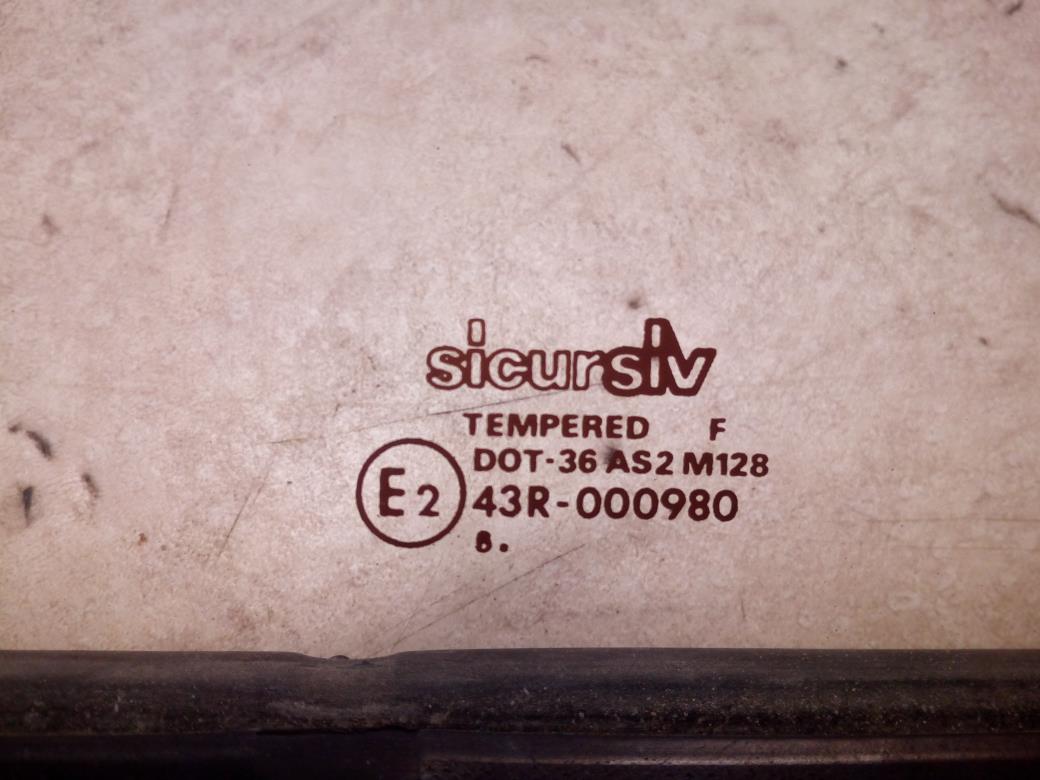 sicursiv
TEMPERED F
DOT-36 AS2 M128
E2 43R-000980
8.